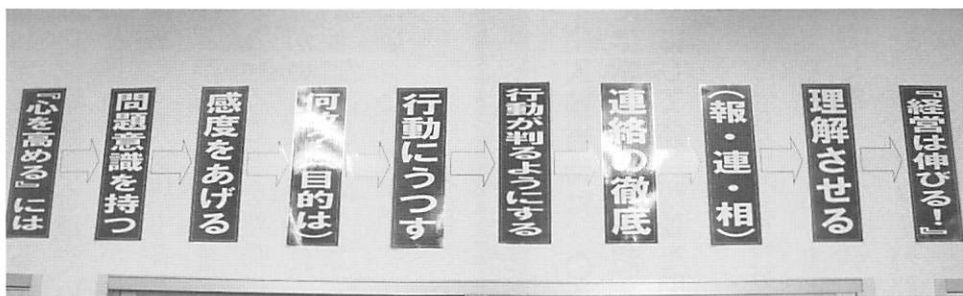 『心を高める』には
問題意識を持つ
感度をあげる
何故(目的は)
行動にうつす
行動が判るようにする
連絡の徹底
(報・連・相)
理解させる
『経営は伸びる!』